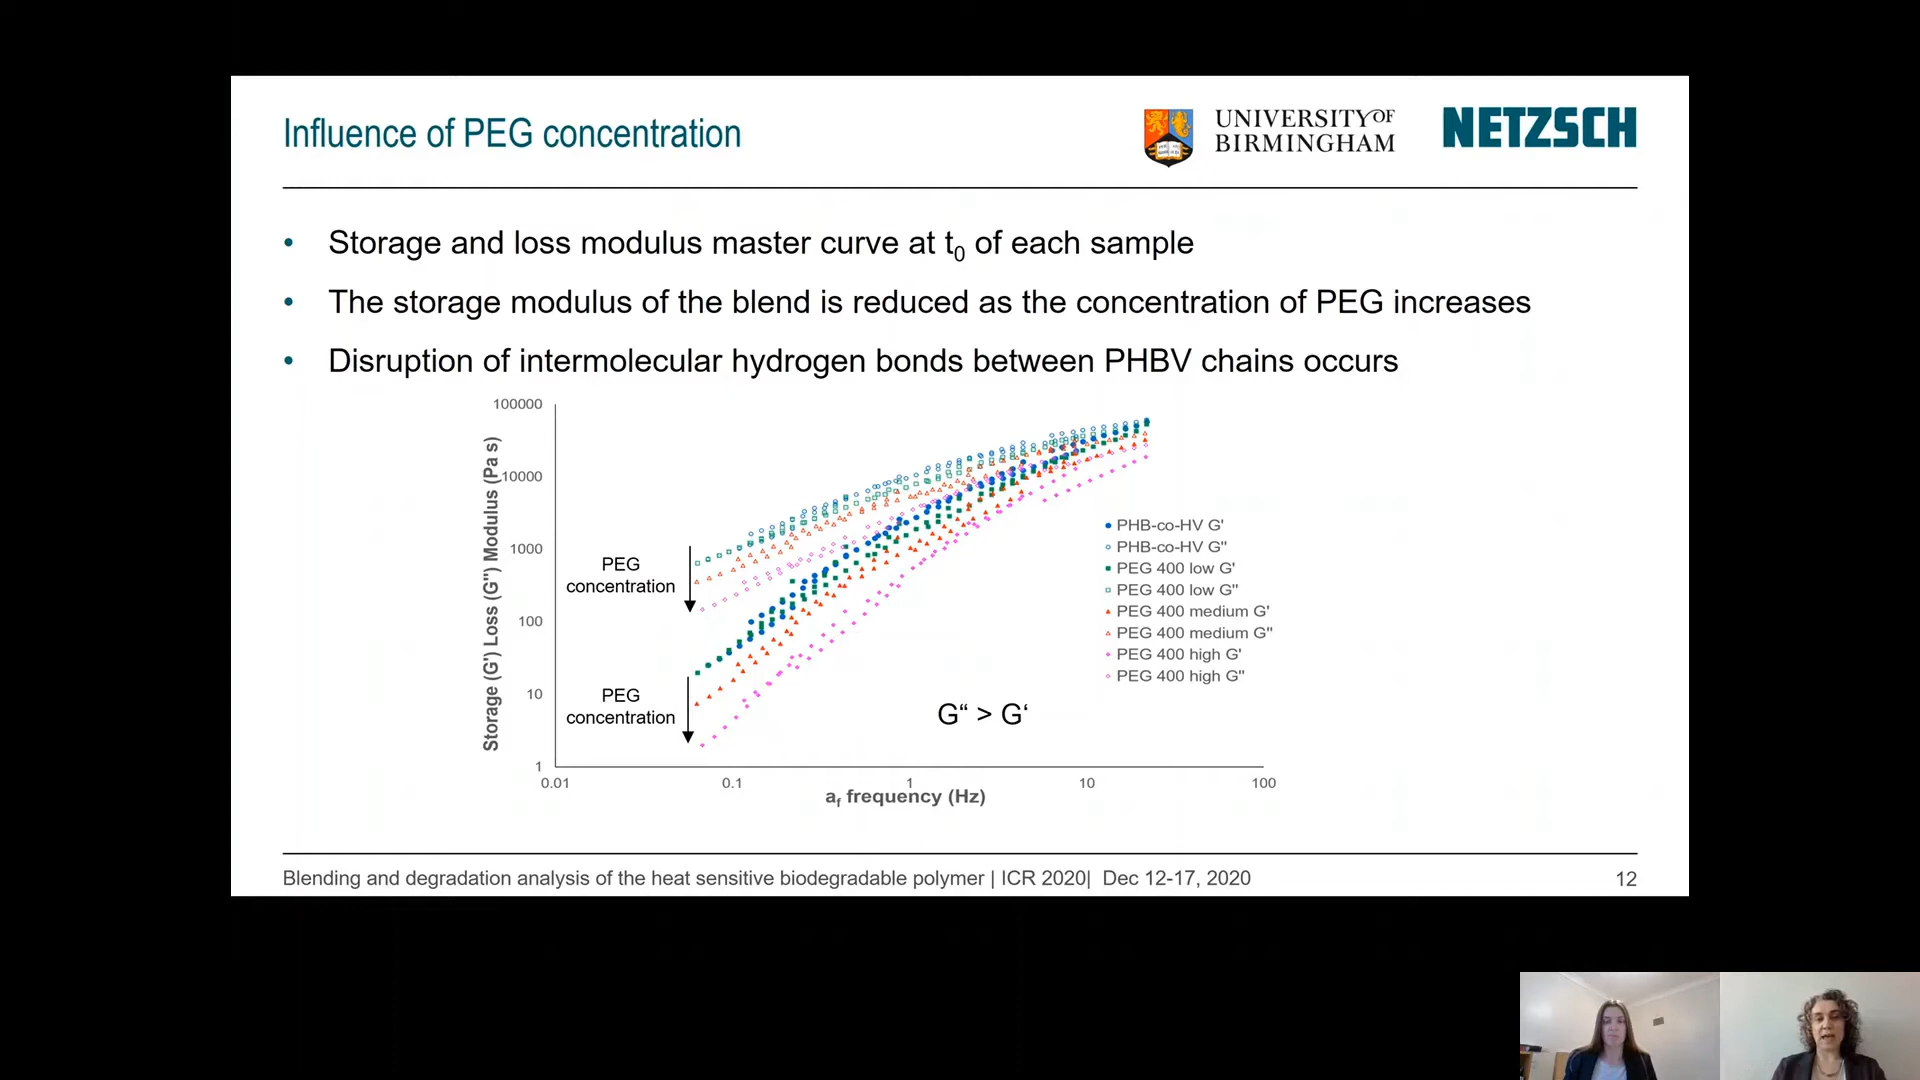 Influence of PEG concentration
UNIVERSITY OF
BIRMINGHAM
NETZSCH
• Storage and loss modulus master curve at t0 of each sample
• The storage modulus of the blend is reduced as the concentration of PEG increases
• Disruption of intermolecular hydrogen bonds between PHBV chains occurs
Storage (G') Loss (G'') Modulus (Pa s)
100000
10000
1000
100
10
1
PEG
concentration
PEG
concentration
PHB-co-HV G'
PHB-co-HV G''
PEG 400 low G'
PEG 400 low G''
PEG 400 medium G'
PEG 400 medium G''
PEG 400 high G'
PEG 400 high G''
G“ > G‘
0.01 0.1 1 10 100
af frequency (Hz)
Blending and degradation analysis of the heat sensitive biodegradable polymer | ICR 2020| Dec 12-17, 2020
12